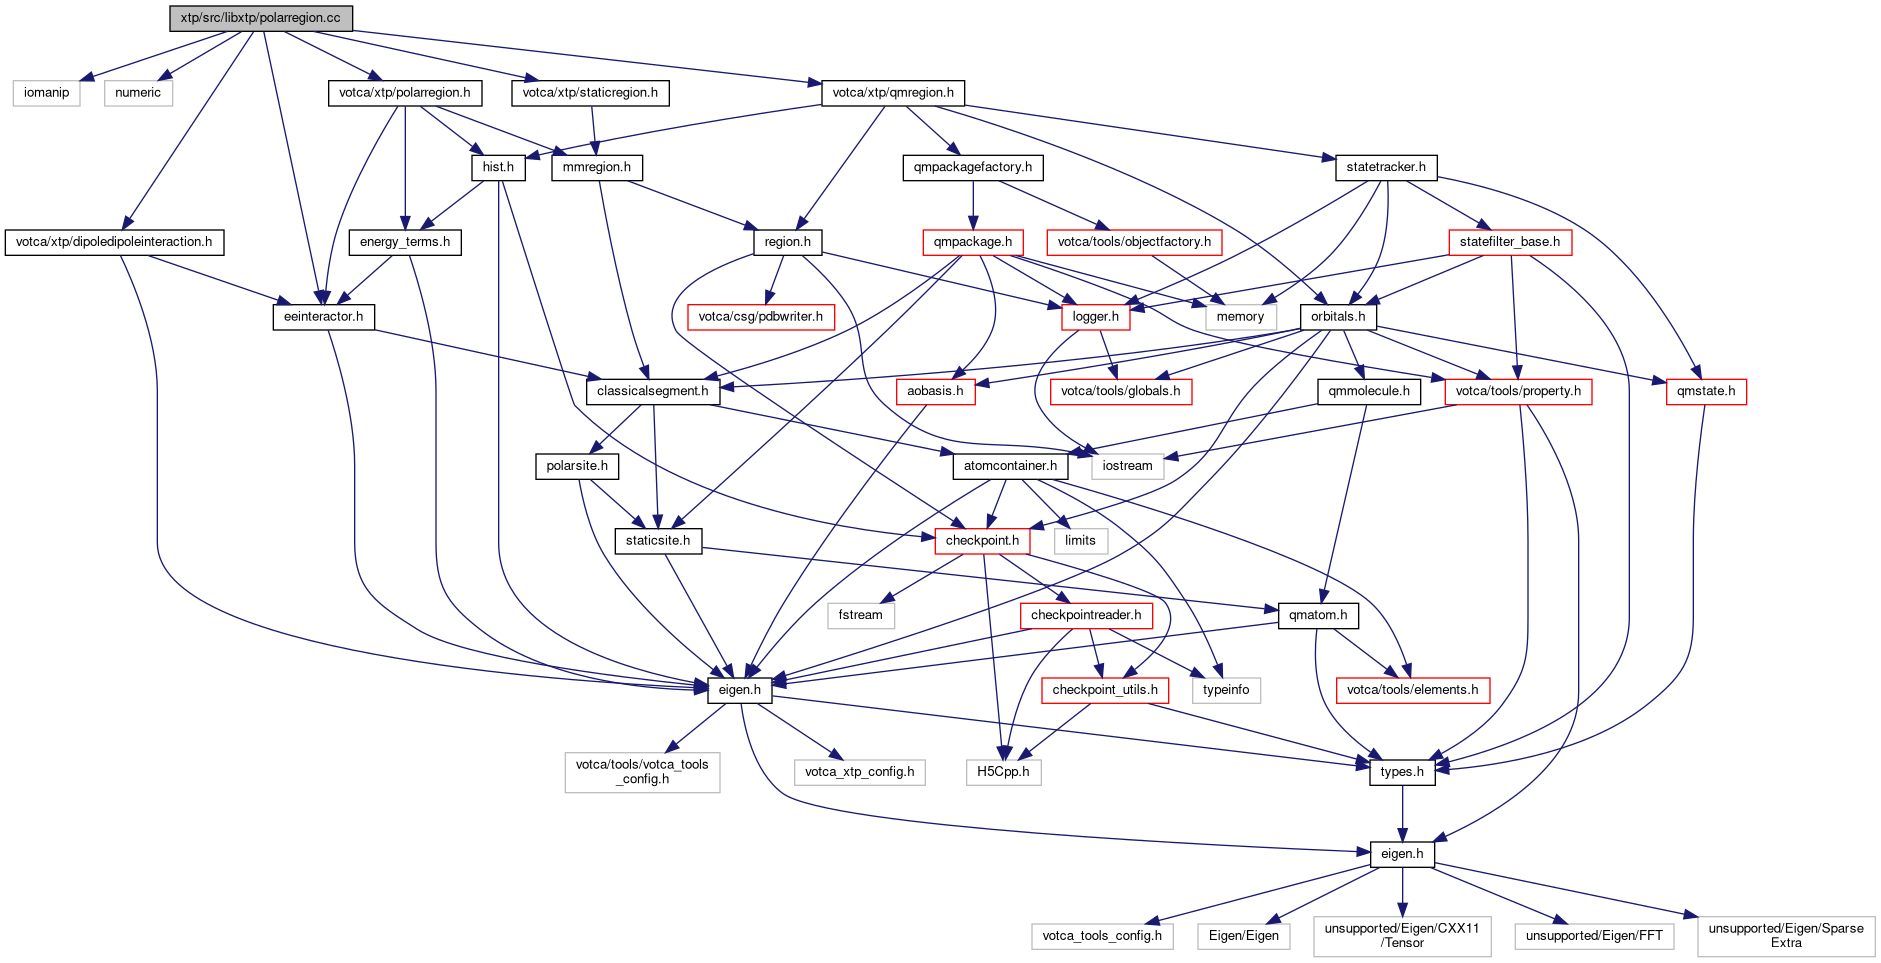 xtp/src/libxtp/polarregion.cc
iomanip
numeric
votca/xtp/polarregion.h
votca/xtp/staticregion.h
votca/xtp/qmregion.h
hist.h
mmregion.h
qmpackagefactory.h
statetracker.h
votca/xtp/dipoledipoleinteraction.h
energy_terms.h
region.h
qmpackage.h
votca/tools/objectfactory.h
statefilter_base.h
eeinteractor.h
votca/csg/pdbwriter.h
logger.h
memory
orbitals.h
classicalsegment.h
aobasis.h
votca/tools/globals.h
qmmolecule.h
votca/tools/property.h
qmstate.h
polarsite.h
atomcontainer.h
iostream
staticsite.h
checkpoint.h
limits
fstream
checkpointreader.h
qmatom.h
eigen.h
checkpoint_utils.h
typeinfo
votca/tools/elements.h
votca/tools/votca_tools
_config.h
votca_xtp_config.h
H5Cpp.h
types.h
eigen.h
votca_tools_config.h
Eigen/Eigen
unsupported/Eigen/CXX11
/Tensor
unsupported/Eigen/FFT
unsupported/Eigen/Sparse
Extra